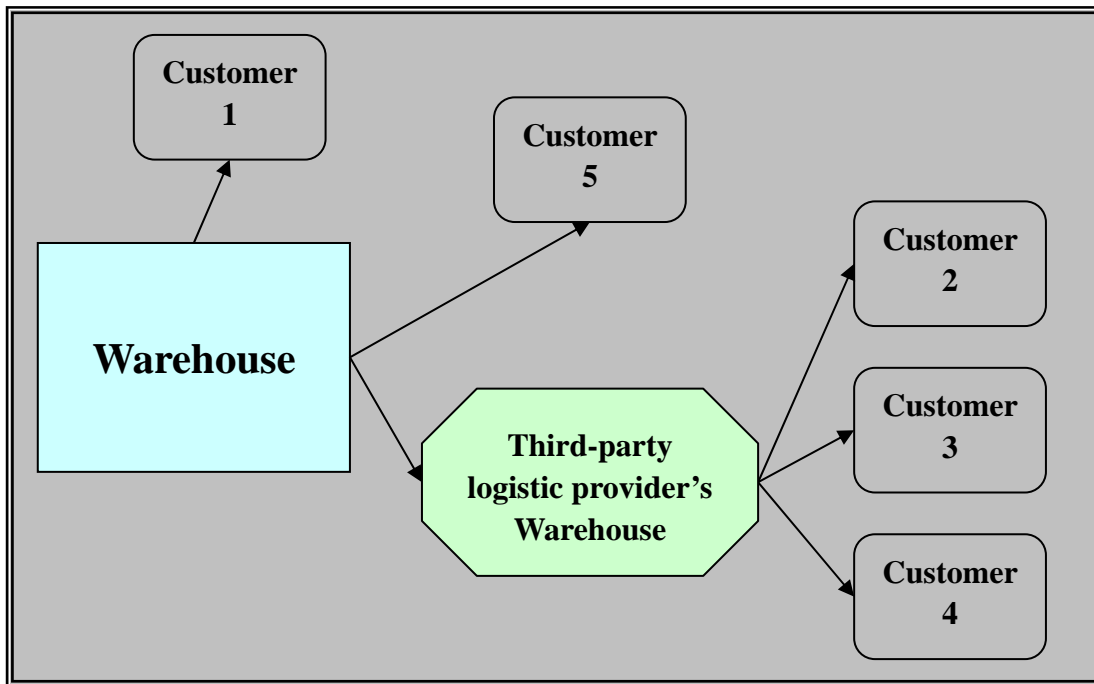 Customer
1
Customer
5
Customer
2
Warehouse
Customer
3
Third-party
logistic provider’s
Warehouse
Customer
4